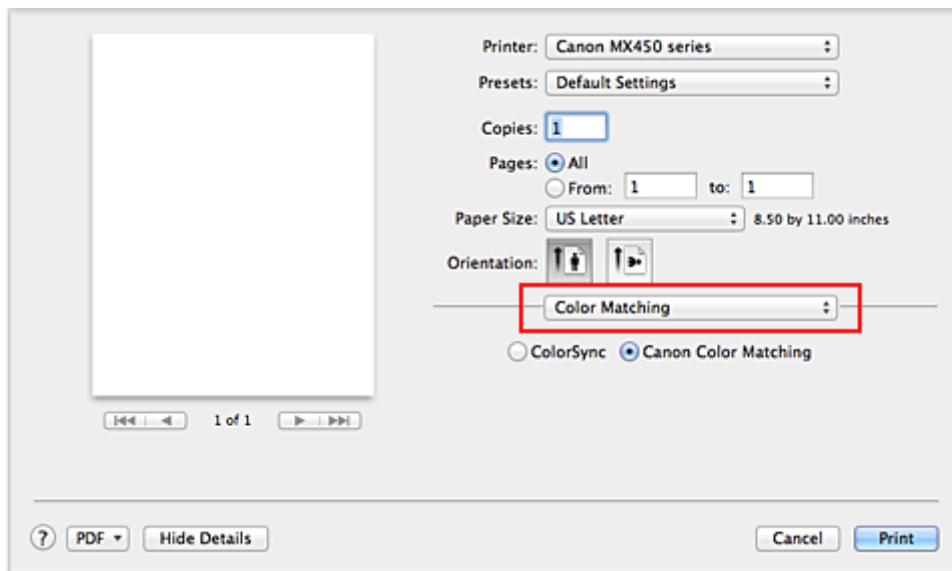 Printer: Canon MX450 series
Presets: Default Settings
Copies: 1
Pages: All
From: 1 to: 1
Paper Size: US Letter 8.50 by 11.00 inches
Orientation:
Color Matching
ColorSync Canon Color Matching
1 of 1
? PDF Hide Details Cancel Print